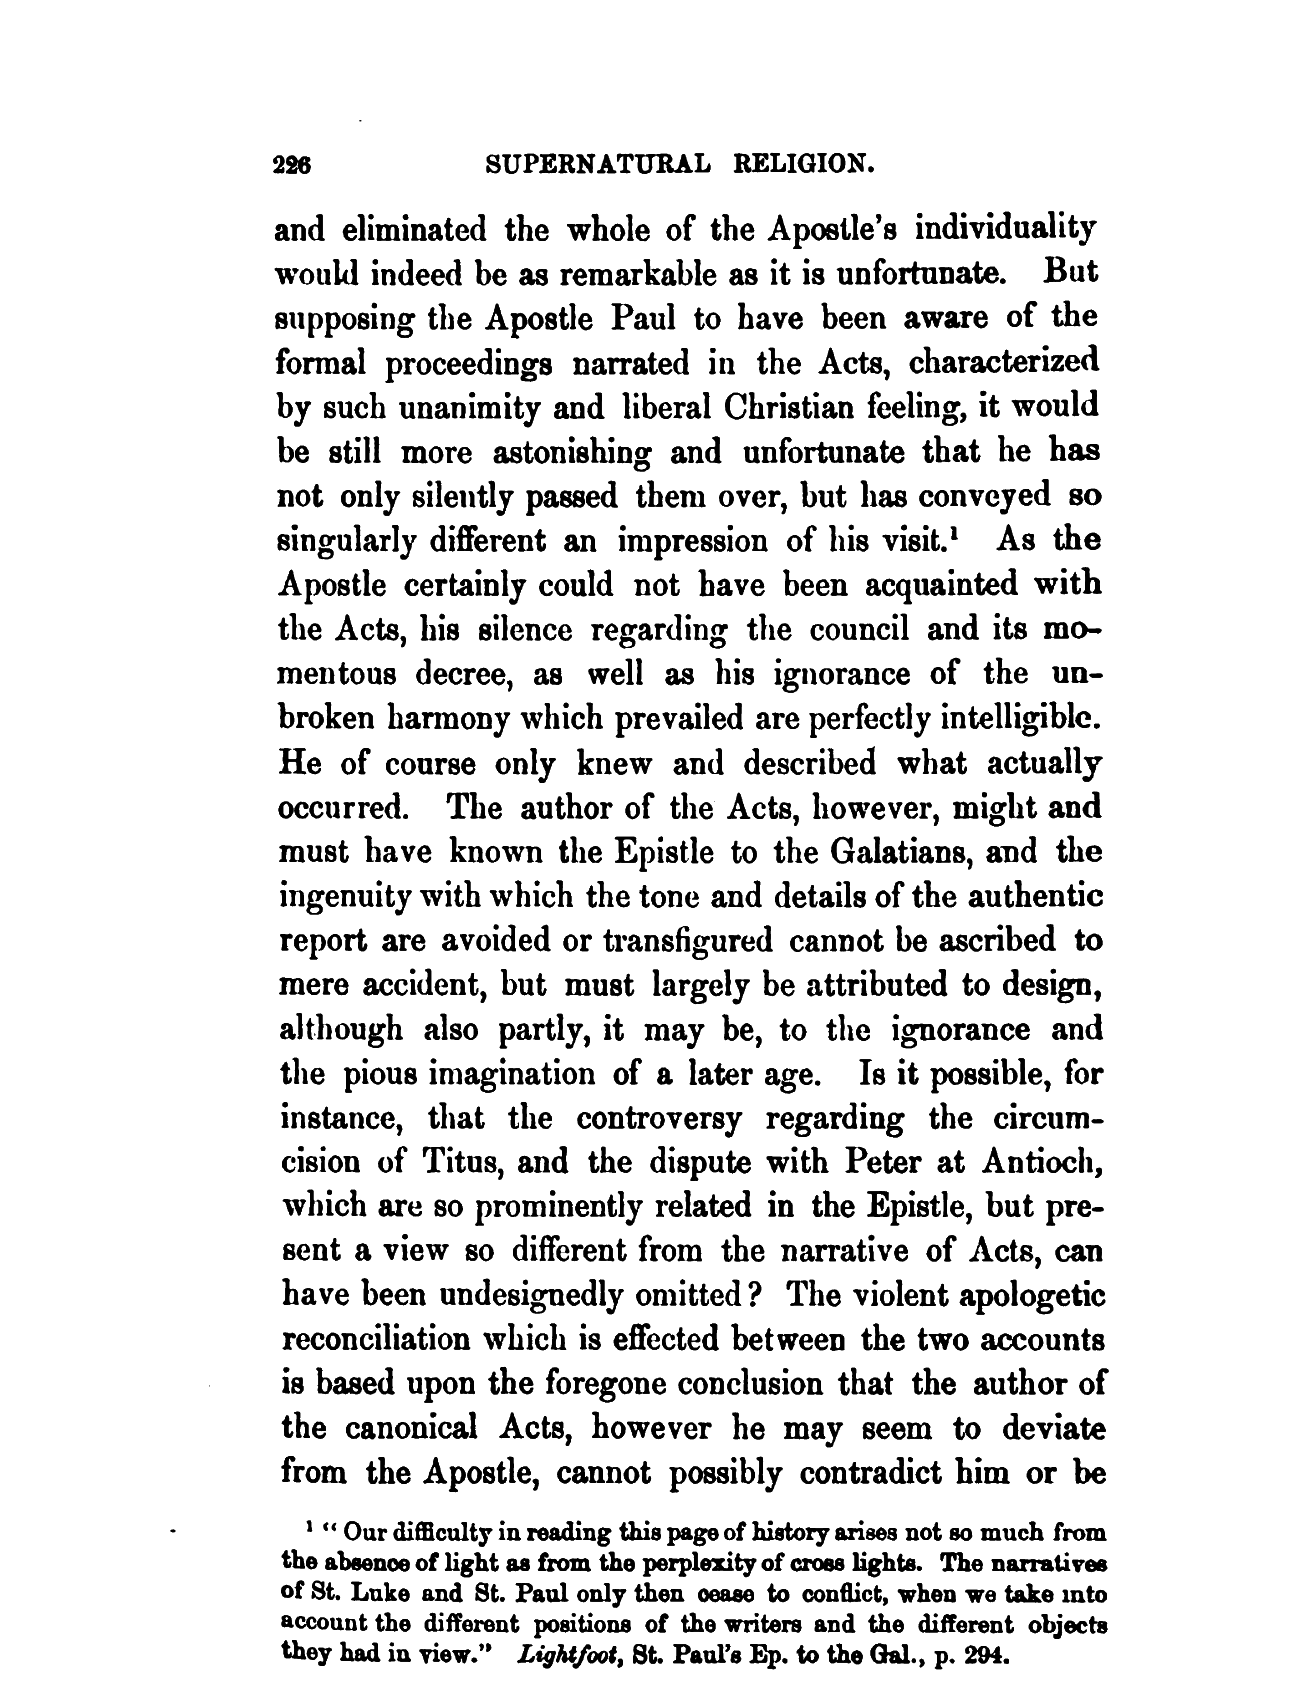 226 SUPERNATURAL RELIGION.
and eliminated the whole of the Apostle's individuality
would indeed be as remarkable as it is unfortunate. But
supposing the Apostle Paul to have been aware of the
formal proceedings narrated in the Acts, characterized
by such unanimity and liberal Christian feeling, it would
be still more astonishing and unfortunate that he has
not only silently passed them over, but has conveyed so
singularly different an impression of his visit.¹ As the
Apostle certainly could not have been acquainted with
the Acts, his silence regarding the council and its mo-
mentous decree, as well as his ignorance of the un-
broken harmony which prevailed are perfectly intelligible.
He of course only knew and described what actually
occurred. The author of the Acts, however, might and
must have known the Epistle to the Galatians, and the
ingenuity with which the tone and details of the authentic
report are avoided or transfigured cannot be ascribed to
mere accident, but must largely be attributed to design,
although also partly, it may be, to the ignorance and
the pious imagination of a later age. Is it possible, for
instance, that the controversy regarding the circum-
cision of Titus, and the dispute with Peter at Antioch,
which are so prominently related in the Epistle, but pre-
sent a view so different from the narrative of Acts, can
have been undesignedly omitted? The violent apologetic
reconciliation which is effected between the two accounts
is based upon the foregone conclusion that the author of
the canonical Acts, however he may seem to deviate
from the Apostle, cannot possibly contradict him or be
¹ "Our difficulty in reading this page of history arises not so much from
the absence of light as from the perplexity of cross lights. The narratives
of St. Luke and St. Paul only then cease to conflict, when we take into
account the different positions of the writers and the different objects
they had in view." Lightfoot, St. Paul's Ep. to the Gal., p. 294.